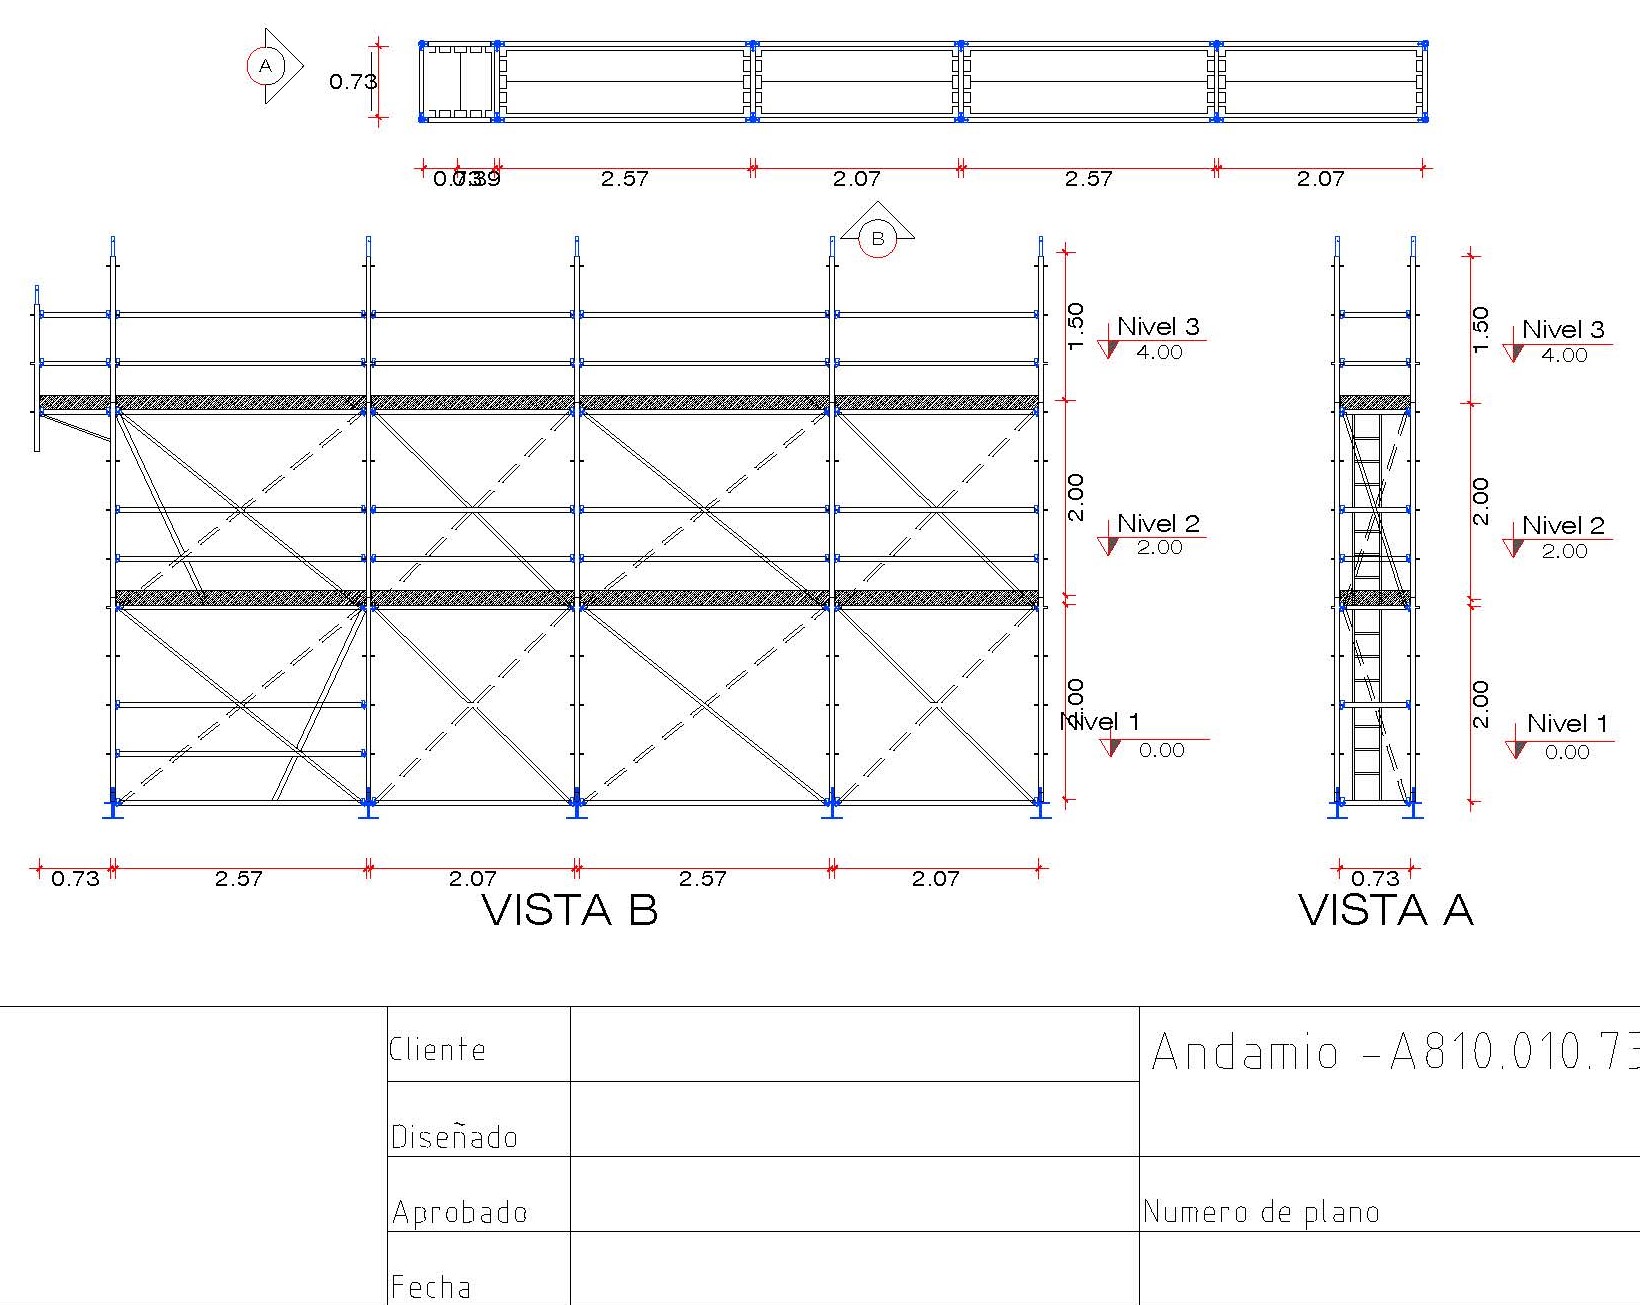 A
0.73
0.73 2.57 2.07 2.57 2.07
B
1.50
Nivel 3
4.00
2.00
Nivel 2
2.00
2.00
Nivel 1
0.00
0.73 2.57 2.07 2.57 2.07
VISTA B
1.50
Nivel 3
4.00
2.00
Nivel 2
2.00
2.00
Nivel 1
0.00
0.73
VISTA A
Cliente
Andamio -A810.010.73
Diseñado
Aprobado
Numero de plano
Fecha